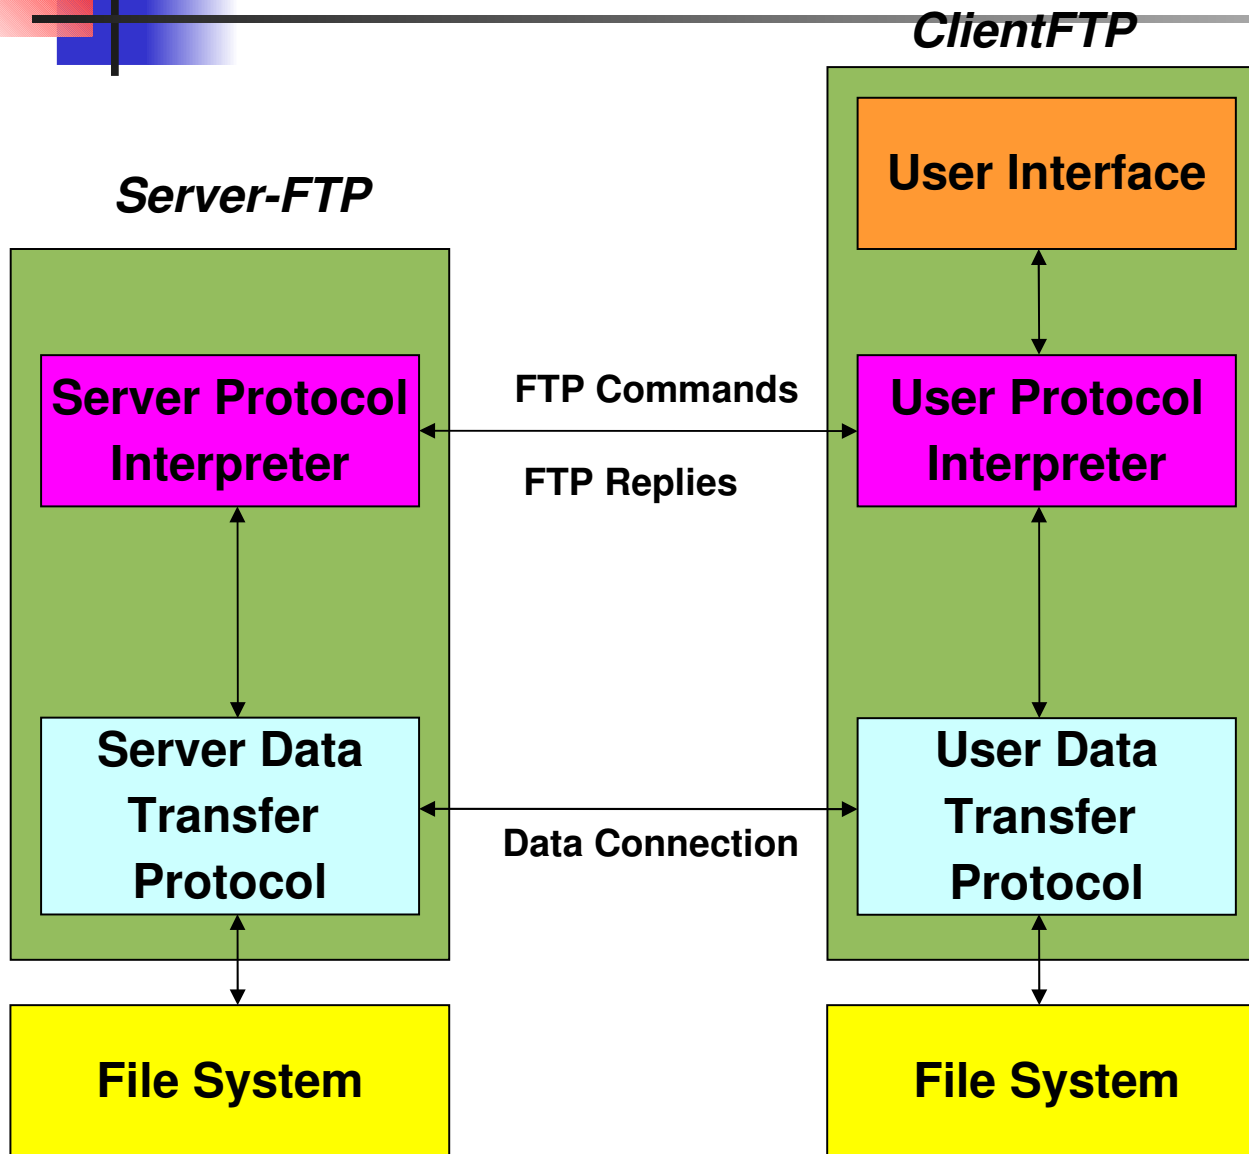 ClientFTP
User Interface
Server-FTP
Server Protocol
Interpreter
FTP Commands
FTP Replies
User Protocol
Interpreter
Server Data
Transfer
Protocol
Data Connection
User Data
Transfer
Protocol
File System
File System